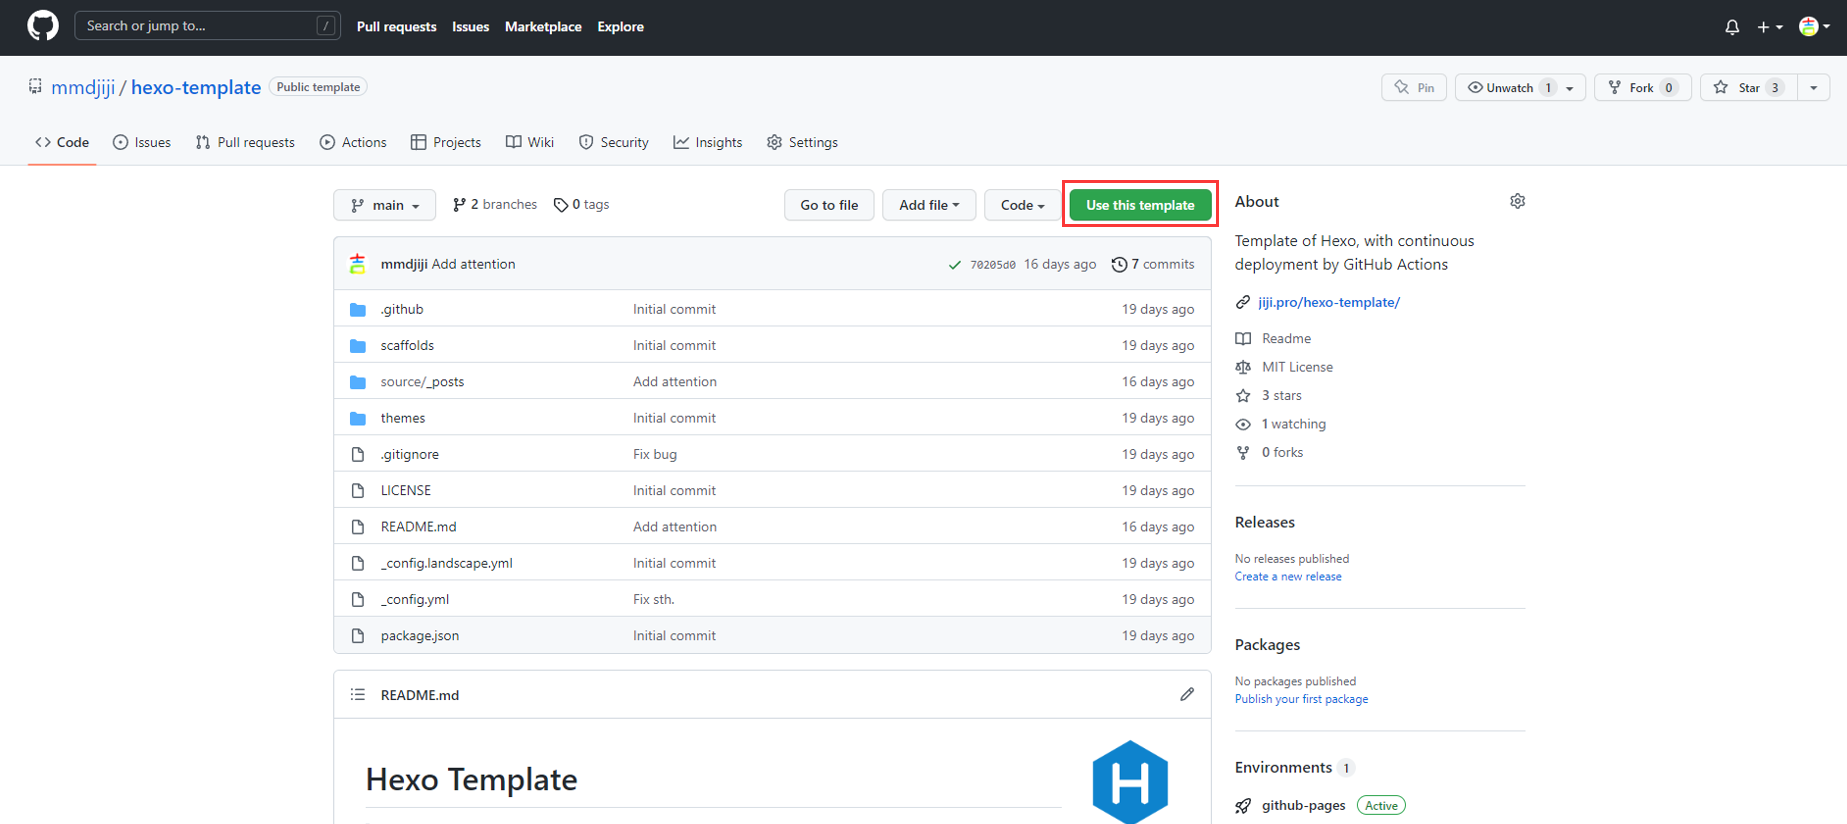 Search or jump to... /
Pull requests Issues Marketplace Explore
mmdjiji / hexo-template Public template
Pin Unwatch 1 Fork 0 Star 3
Code Issues Pull requests Actions Projects Wiki Security Insights Settings
main 2 branches 0 tags Go to file Add file Code Use this template
mmdjiji Add attention 70205d0 16 days ago 7 commits
.github Initial commit 19 days ago
scaffolds Initial commit 19 days ago
source/_posts Add attention 16 days ago
themes Initial commit 19 days ago
.gitignore Fix bug 19 days ago
LICENSE Initial commit 19 days ago
README.md Add attention 16 days ago
_config.landscape.yml Initial commit 19 days ago
_config.yml Fix sth. 19 days ago
package.json Initial commit 19 days ago
README.md
Hexo Template
H
About
Template of Hexo, with continuous
deployment by GitHub Actions
jiji.pro/hexo-template/
Readme
MIT License
3 stars
1 watching
0 forks
Releases
No releases published
Create a new release
Packages
No packages published
Publish your first package
Environments 1
github-pages Active